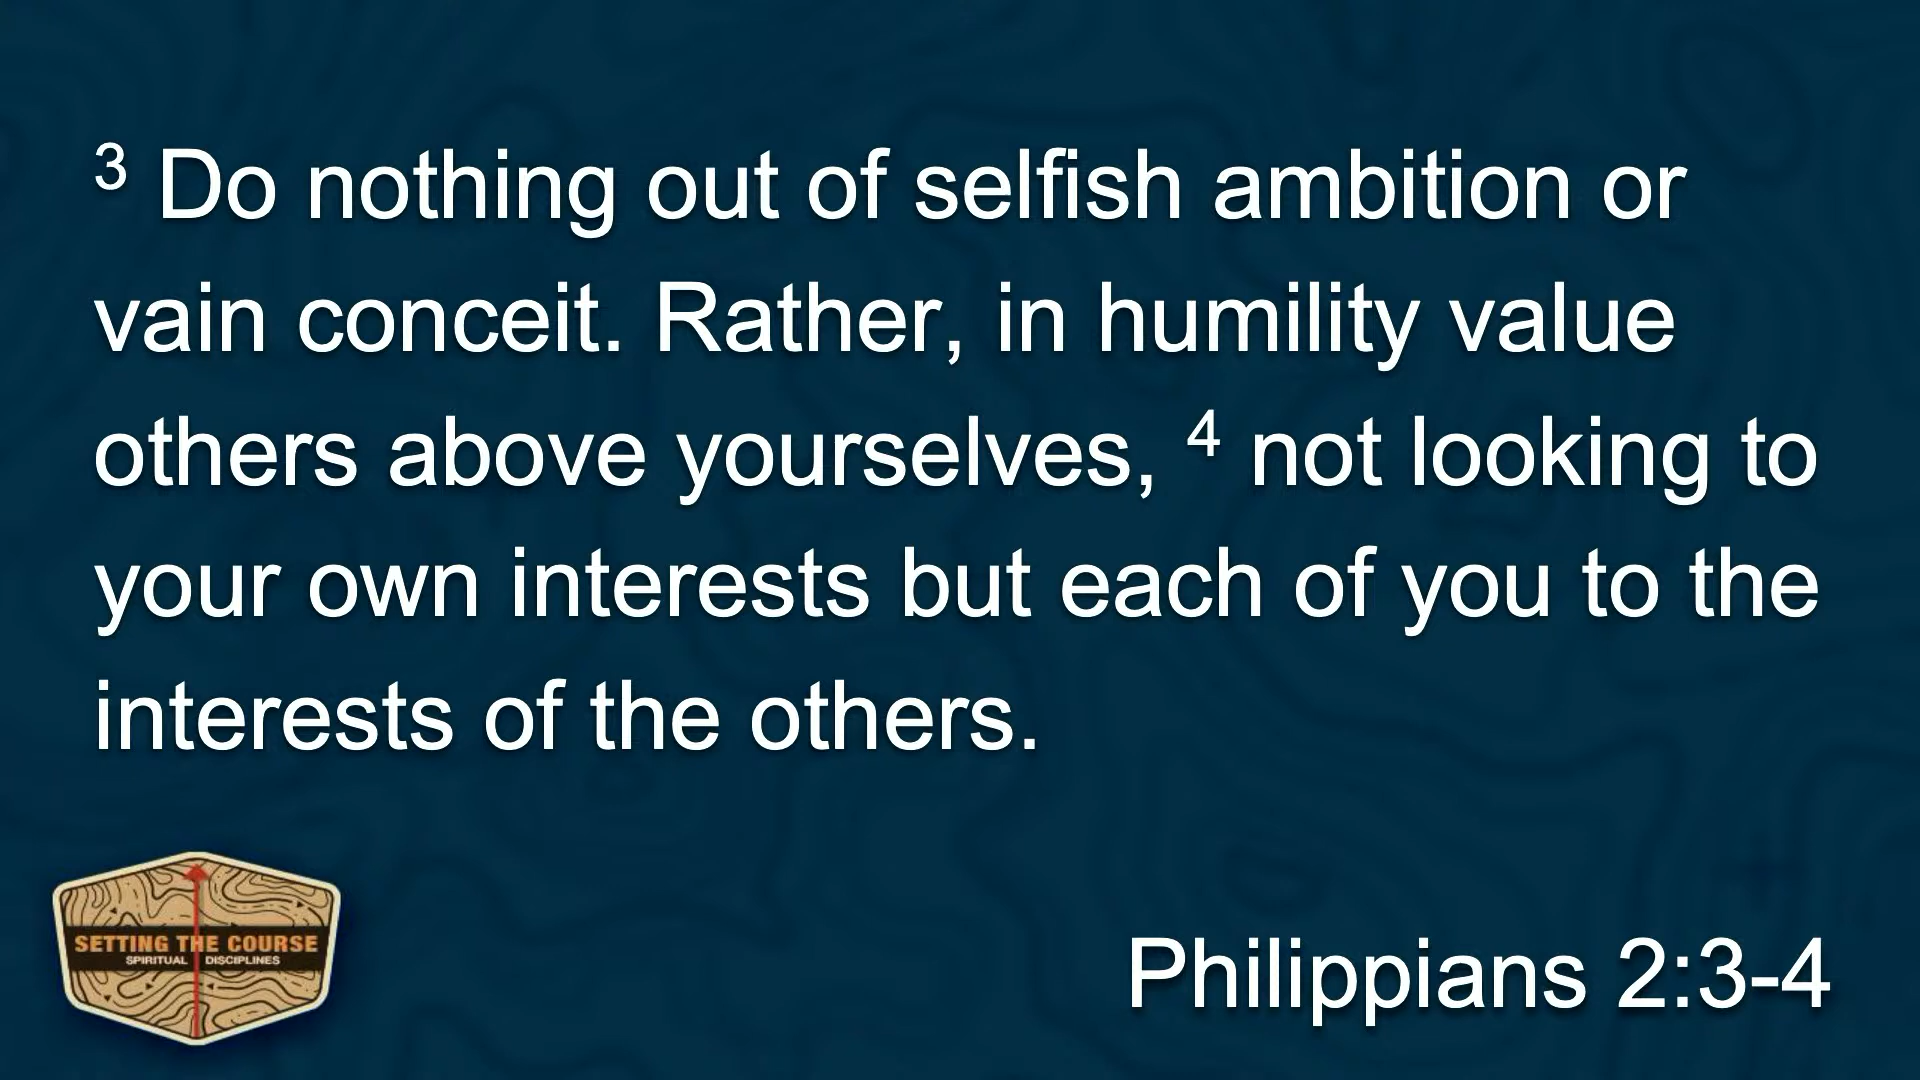 ³ Do nothing out of selfish ambition or
vain conceit. Rather, in humility value
others above yourselves, ⁴ not looking to
your own interests but each of you to the
interests of the others.
SETTING THE COURSE
SPIRITUAL DISCIPLINES
Philippians 2:3-4